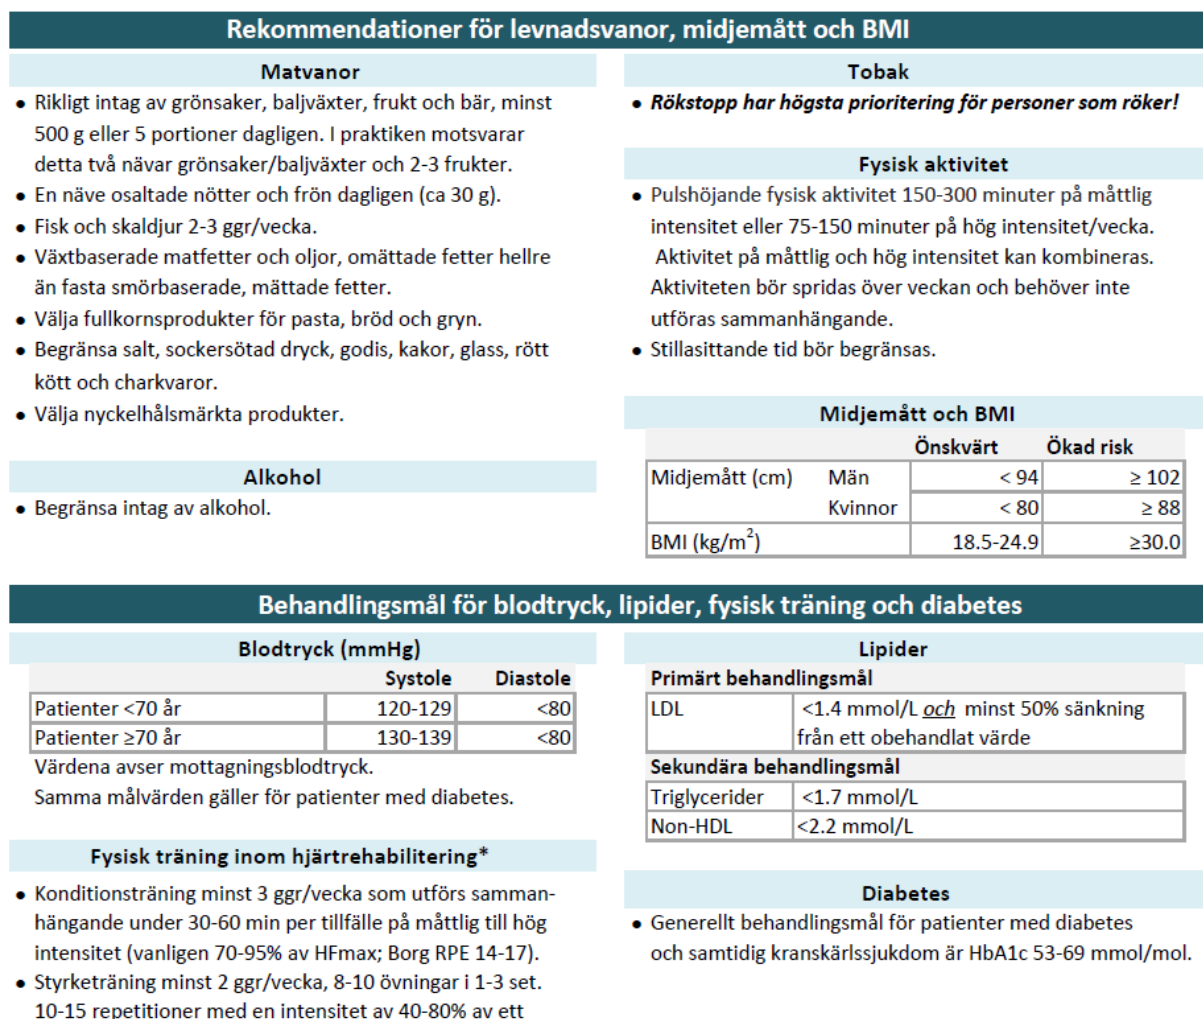 Rekommendationer för levnadsvanor, midjemått och BMI
Matvanor
● Rikligt intag av grönsaker, baljväxter, frukt och bär, minst
500 g eller 5 portioner dagligen. I praktiken motsvarar
detta två nävar grönsaker/baljväxter och 2-3 frukter.
● En näve osaltade nötter och frön dagligen (ca 30 g).
● Fisk och skaldjur 2-3 ggr/vecka.
● Växtbaserade matfetter och oljor, omättade fetter hellre
än fasta smörbaserade, mättade fetter.
● Välja fullkornsprodukter för pasta, bröd och gryn.
● Begränsa salt, sockersötad dryck, godis, kakor, glass, rött
kött och charkvaror.
● Välja nyckelhålsmärkta produkter.
Alkohol
● Begränsa intag av alkohol.
Tobak
● Rökstopp har högsta prioritering för personer som röker!
Fysisk aktivitet
● Pulshöjande fysisk aktivitet 150-300 minuter på måttlig
intensitet eller 75-150 minuter på hög intensitet/vecka.
Aktivitet på måttlig och hög intensitet kan kombineras.
Aktiviteten bör spridas över veckan och behöver inte
utföras sammanhängande.
● Stillasittande tid bör begränsas.
Midjemått och BMI
Önskvärt Ökad risk
Midjemått (cm) Män < 94 ≥ 102
Kvinnor < 80 ≥ 88
BMI (kg/m²) 18.5-24.9 ≥30.0
Behandlingsmål för blodtryck, lipider, fysisk träning och diabetes
Blodtryck (mmHg)
Systole Diastole
Patienter <70 år 120-129 <80
Patienter ≥70 år 130-139 <80
Värdena avser mottagningsblodtryck.
Samma målvärden gäller för patienter med diabetes.
Fysisk träning inom hjärtrehabilitering*
● Konditionsträning minst 3 ggr/vecka som utförs samman-
hängande under 30-60 min per tillfälle på måttlig till hög
intensitet (vanligen 70-95% av HFmax; Borg RPE 14-17).
● Styrketräning minst 2 ggr/vecka, 8-10 övningar i 1-3 set.
10-15 repetitioner med en intensitet av 40-80% av ett
Lipider
Primärt behandlingsmål
LDL <1.4 mmol/L och minst 50% sänkning
från ett obehandlat värde
Sekundära behandlingsmål
Triglycerider <1.7 mmol/L
Non-HDL <2.2 mmol/L
Diabetes
● Generellt behandlingsmål för patienter med diabetes
och samtidig kranskärlssjukdom är HbA1c 53-69 mmol/mol.